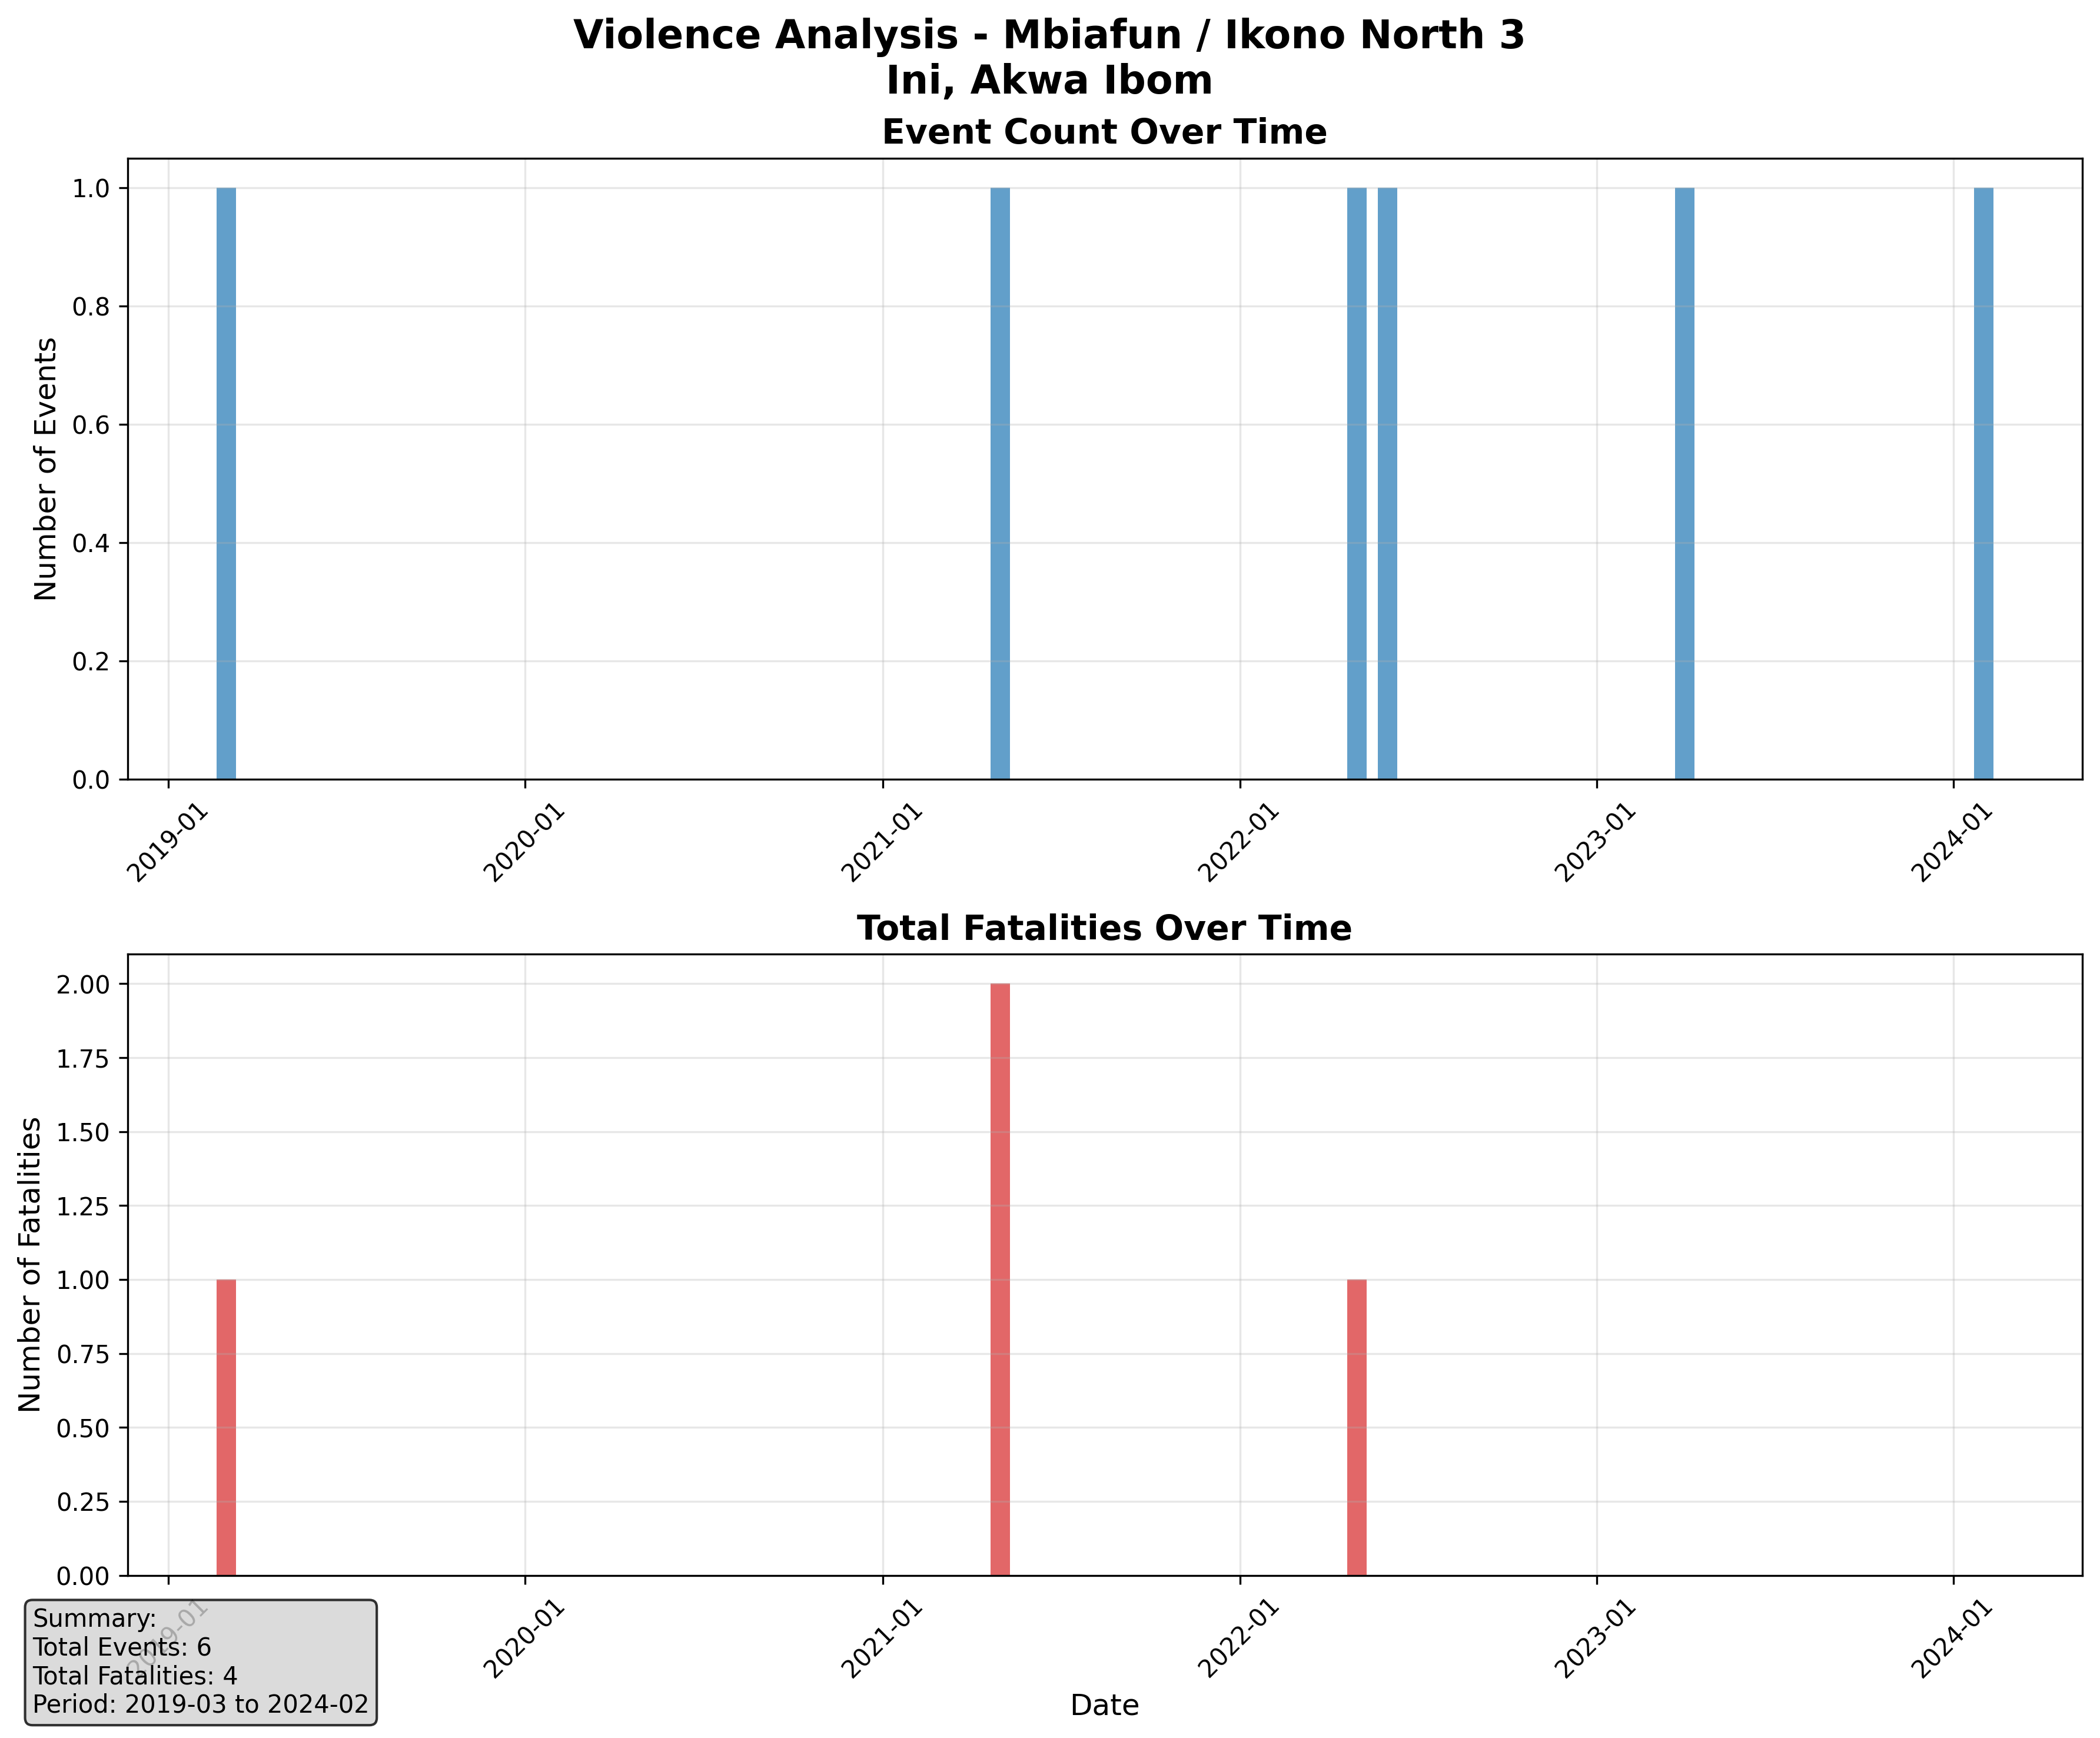 Violence Analysis - Mbiafun / Ikono North 3
Ini, Akwa Ibom
Event Count Over Time
Number of Events
1.0
0.8
0.6
0.4
0.2
0.0
2019-01
2020-01
2021-01
2022-01
2023-01
2024-01
Total Fatalities Over Time
Number of Fatalities
2.00
1.75
1.50
1.25
1.00
0.75
0.50
0.25
0.00
2019-01
2020-01
2021-01
2022-01
2023-01
2024-01
Date
Summary:
Total Events: 6
Total Fatalities: 4
Period: 2019-03 to 2024-02